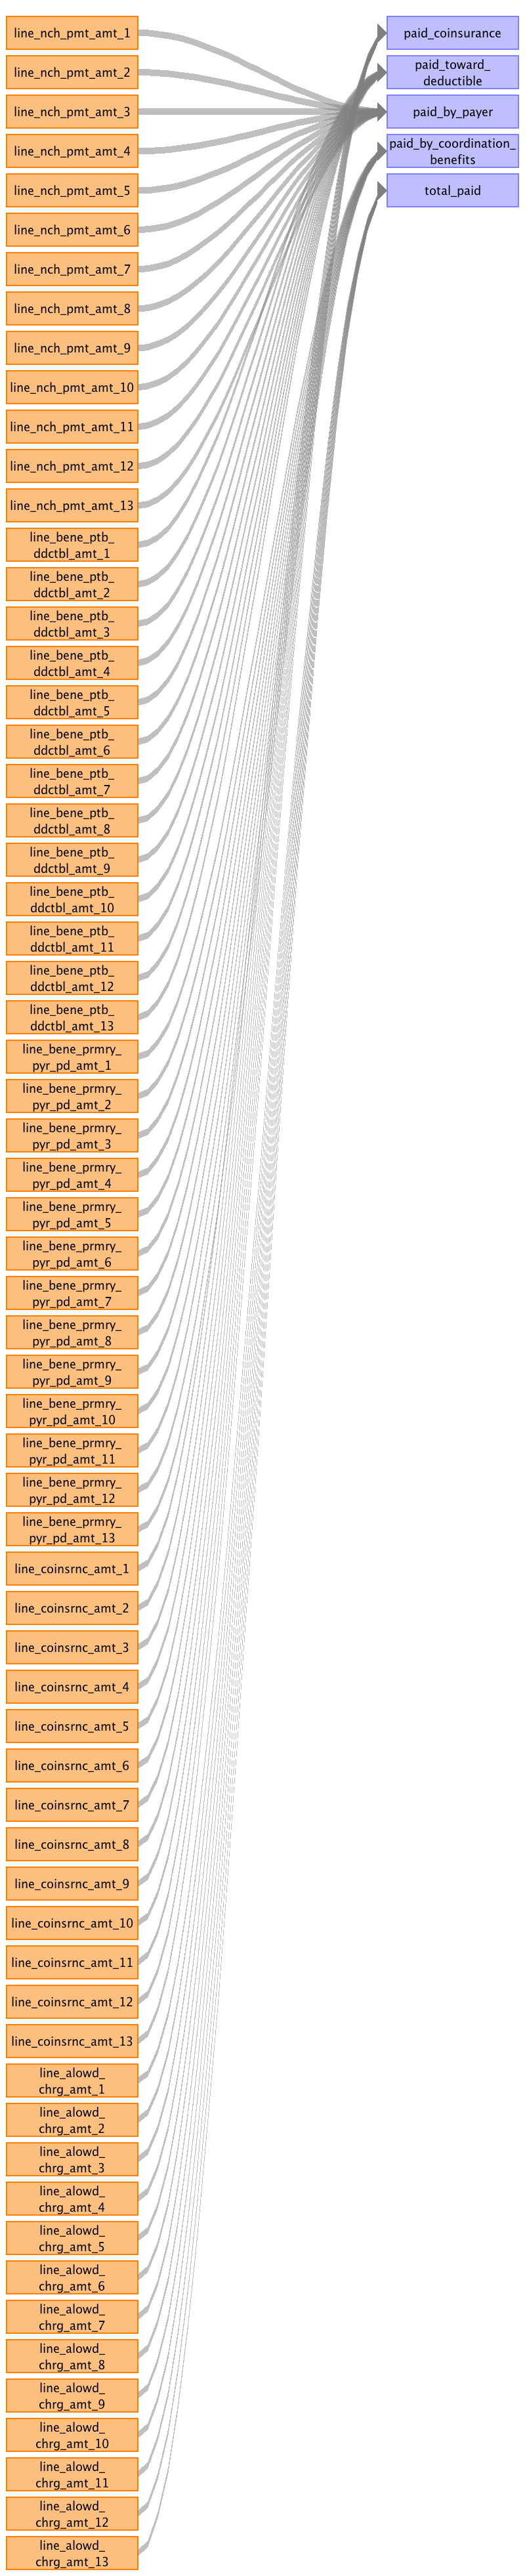 line_nch_pmt_amt_1
line_nch_pmt_amt_2
line_nch_pmt_amt_3
line_nch_pmt_amt_4
line_nch_pmt_amt_5
line_nch_pmt_amt_6
line_nch_pmt_amt_7
line_nch_pmt_amt_8
line_nch_pmt_amt_9
line_nch_pmt_amt_10
line_nch_pmt_amt_11
line_nch_pmt_amt_12
line_nch_pmt_amt_13
line_bene_ptb_
ddctbl_amt_1
line_bene_ptb_
ddctbl_amt_2
line_bene_ptb_
ddctbl_amt_3
line_bene_ptb_
ddctbl_amt_4
line_bene_ptb_
ddctbl_amt_5
line_bene_ptb_
ddctbl_amt_6
line_bene_ptb_
ddctbl_amt_7
line_bene_ptb_
ddctbl_amt_8
line_bene_ptb_
ddctbl_amt_9
line_bene_ptb_
ddctbl_amt_10
line_bene_ptb_
ddctbl_amt_11
line_bene_ptb_
ddctbl_amt_12
line_bene_ptb_
ddctbl_amt_13
line_bene_prmry_
pyr_pd_amt_1
line_bene_prmry_
pyr_pd_amt_2
line_bene_prmry_
pyr_pd_amt_3
line_bene_prmry_
pyr_pd_amt_4
line_bene_prmry_
pyr_pd_amt_5
line_bene_prmry_
pyr_pd_amt_6
line_bene_prmry_
pyr_pd_amt_7
line_bene_prmry_
pyr_pd_amt_8
line_bene_prmry_
pyr_pd_amt_9
line_bene_prmry_
pyr_pd_amt_10
line_bene_prmry_
pyr_pd_amt_11
line_bene_prmry_
pyr_pd_amt_12
line_bene_prmry_
pyr_pd_amt_13
line_coinsrnc_amt_1
line_coinsrnc_amt_2
line_coinsrnc_amt_3
line_coinsrnc_amt_4
line_coinsrnc_amt_5
line_coinsrnc_amt_6
line_coinsrnc_amt_7
line_coinsrnc_amt_8
line_coinsrnc_amt_9
line_coinsrnc_amt_10
line_coinsrnc_amt_11
line_coinsrnc_amt_12
line_coinsrnc_amt_13
line_alowd_
chrg_amt_1
line_alowd_
chrg_amt_2
line_alowd_
chrg_amt_3
line_alowd_
chrg_amt_4
line_alowd_
chrg_amt_5
line_alowd_
chrg_amt_6
line_alowd_
chrg_amt_7
line_alowd_
chrg_amt_8
line_alowd_
chrg_amt_9
line_alowd_
chrg_amt_10
line_alowd_
chrg_amt_11
line_alowd_
chrg_amt_12
line_alowd_
chrg_amt_13
paid_coinsurance
paid_toward_
deductible
paid_by_payer
paid_by_coordination_
benefits
total_paid